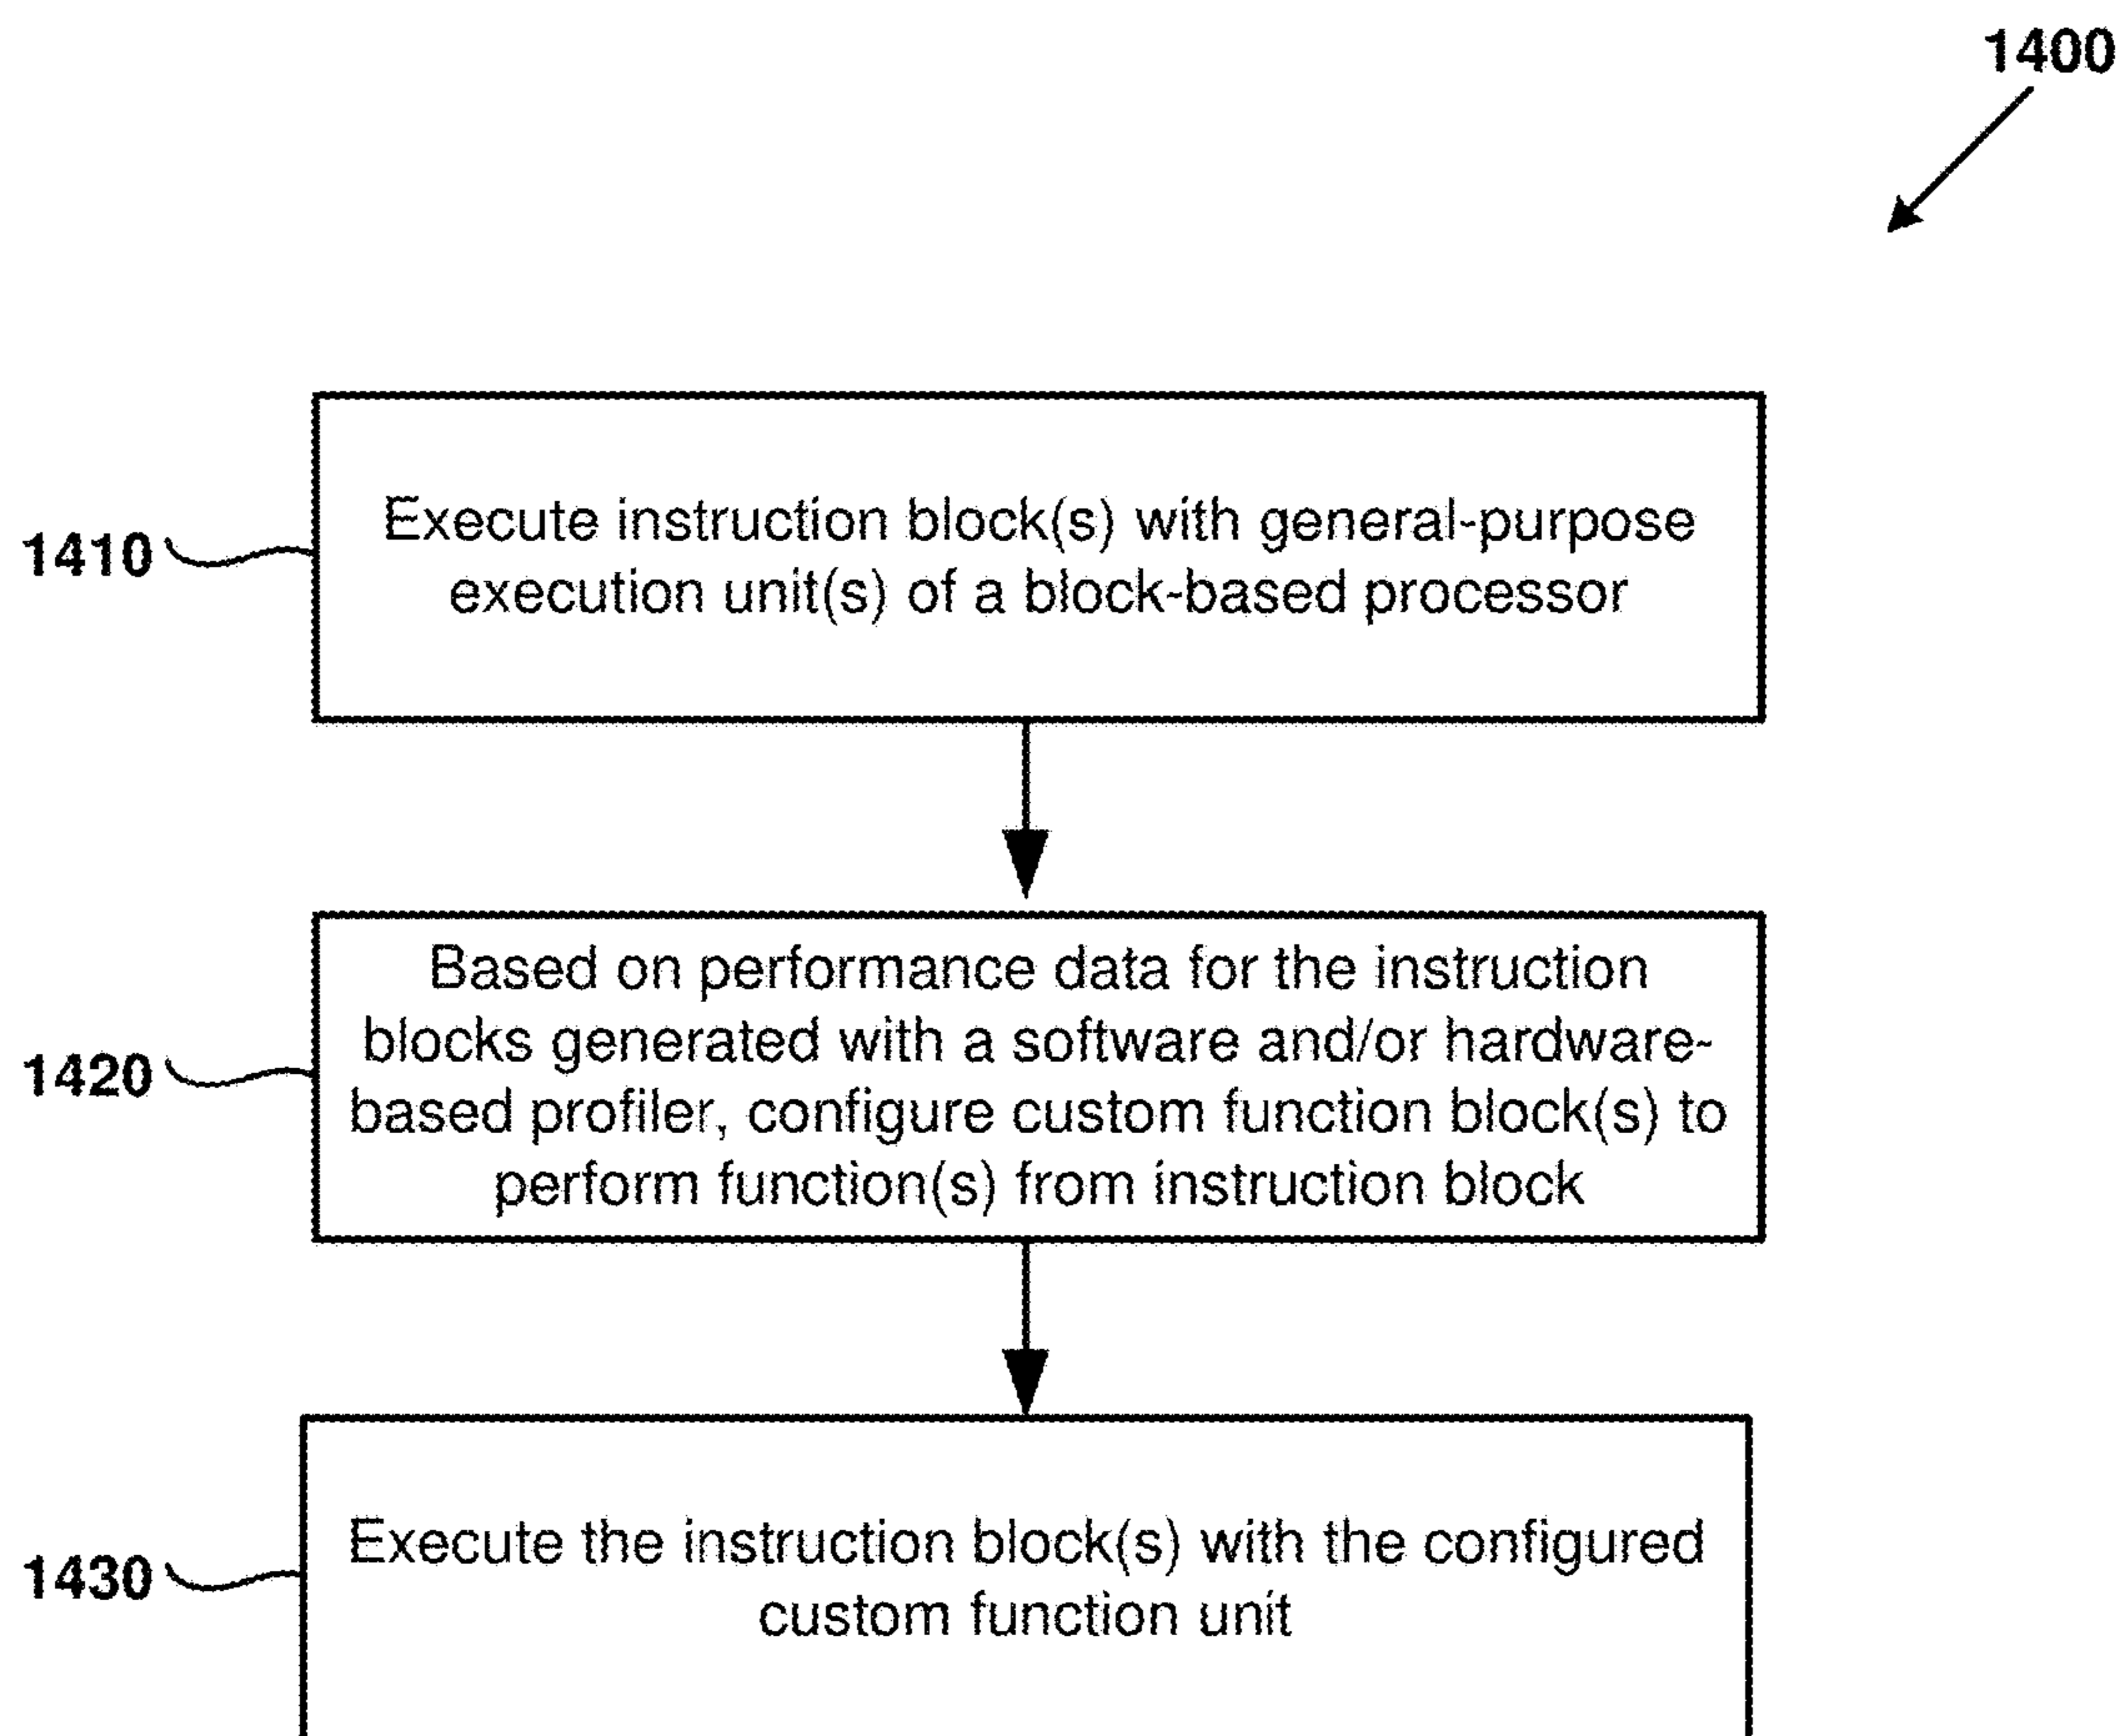 1400
1410
Execute instruction block(s) with general-purpose
execution unit(s) of a block-based processor
1420
Based on performance data for the instruction
blocks generated with a software and/or hardware-
based profiler, configure custom function block(s) to
perform function(s) from instruction block
1430
Execute the instruction block(s) with the configured
custom function unit